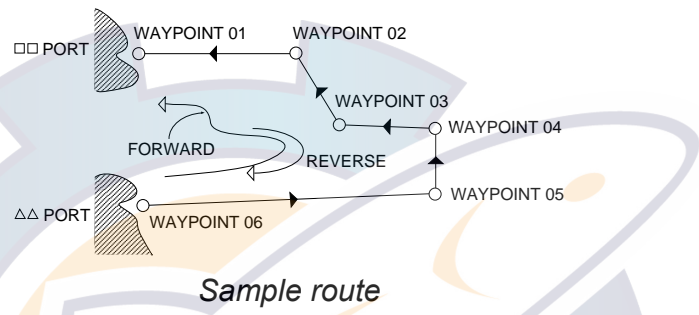 WAYPOINT 01 WAYPOINT 02
□□ PORT
WAYPOINT 03
WAYPOINT 04
FORWARD
REVERSE
WAYPOINT 05
△△ PORT
WAYPOINT 06
Sample route